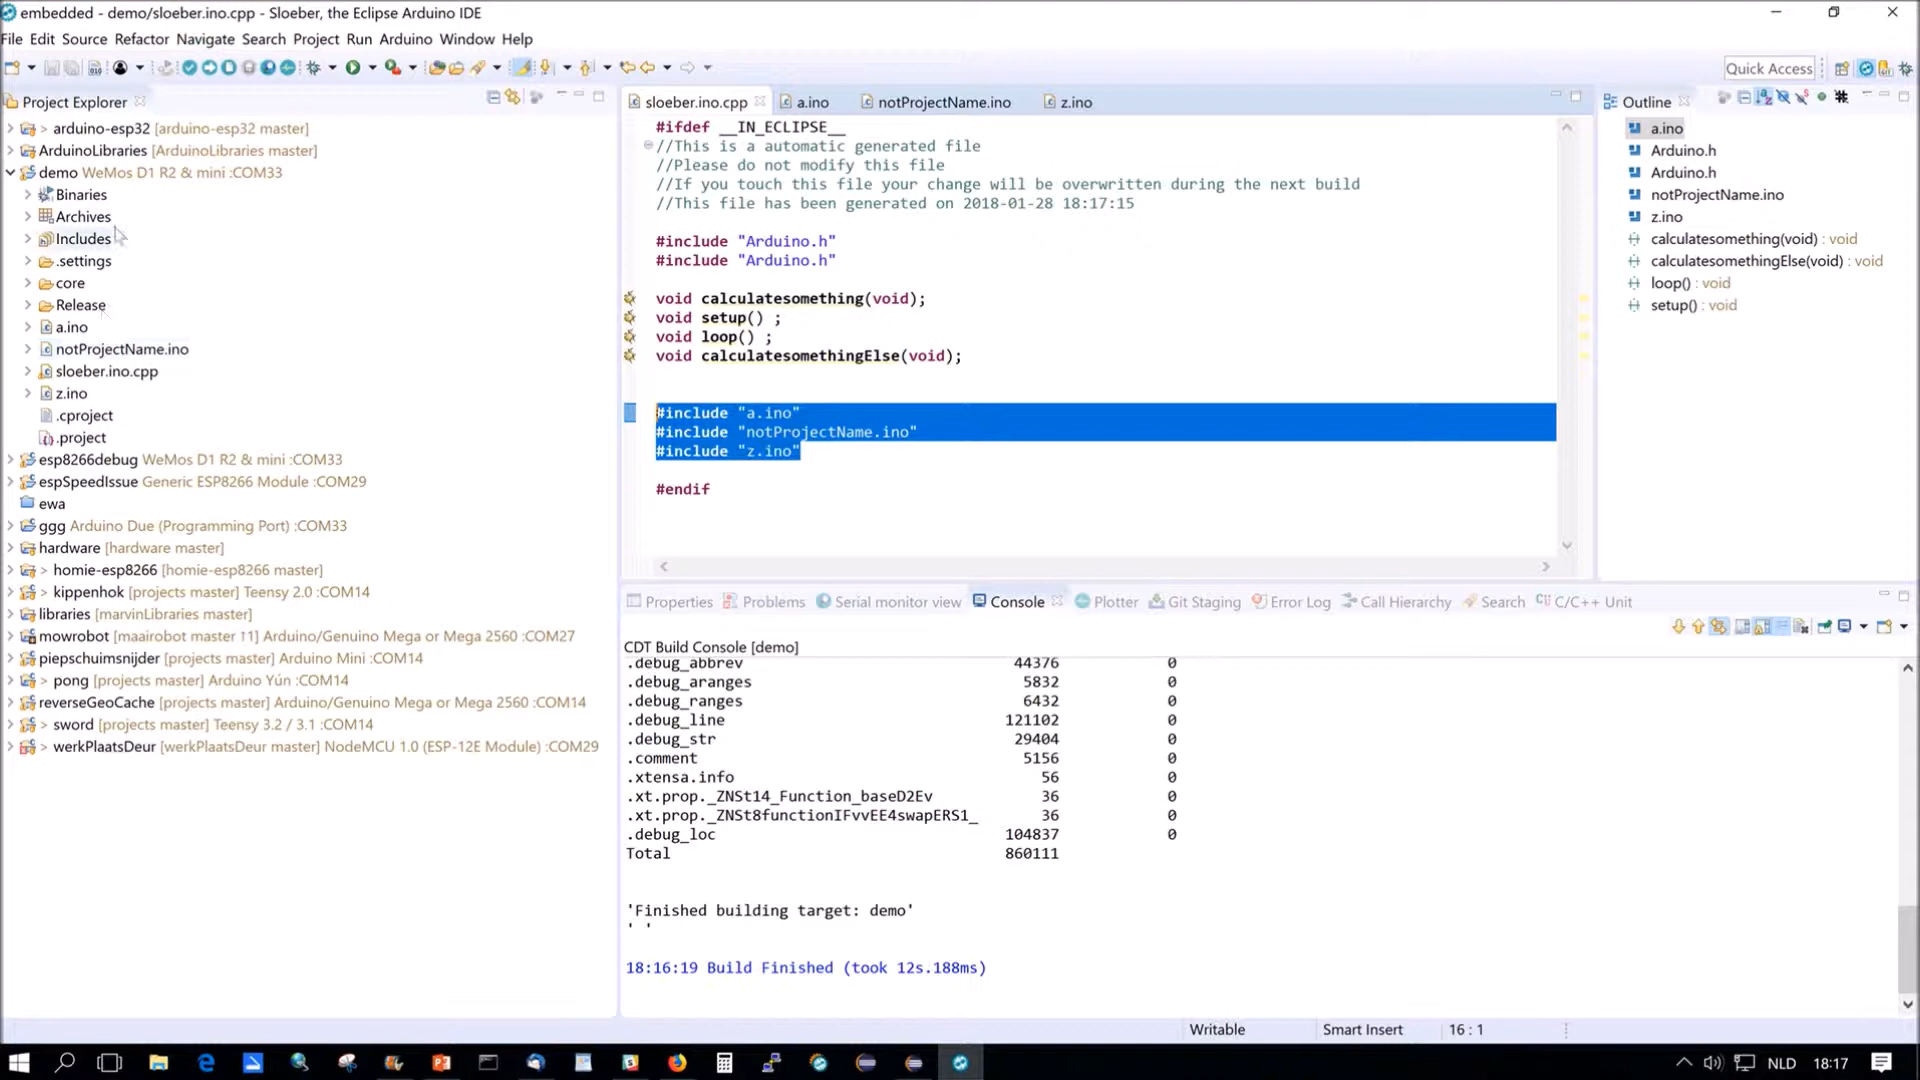 embedded - demo/sloeber.ino.cpp - Sloeber, the Eclipse Arduino IDE
File Edit Source Refactor Navigate Search Project Run Arduino Window Help
Quick Access
Project Explorer
> arduino-esp32 [arduino-esp32 master]
ArduinoLibraries [ArduinoLibraries master]
demo WeMos D1 R2 & mini :COM33
Binaries
Archives
Includes
.settings
core
Release
a.ino
notProjectName.ino
sloeber.ino.cpp
z.ino
.cproject
.project
esp8266debug WeMos D1 R2 & mini :COM33
espSpeedIssue Generic ESP8266 Module :COM29
ewa
ggg Arduino Due (Programming Port) :COM33
hardware [hardware master]
> homie-esp8266 [homie-esp8266 master]
> kippenhok [projects master] Teensy 2.0 :COM14
libraries [marvinLibraries master]
mowrobot [maairobot master ↑1] Arduino/Genuino Mega or Mega 2560 :COM27
piepschuimsnijder [projects master] Arduino Mini :COM14
> pong [projects master] Arduino Yún :COM14
reverseGeoCache [projects master] Arduino/Genuino Mega or Mega 2560 :COM14
> sword [projects master] Teensy 3.2 / 3.1 :COM14
> werkPlaatsDeur [werkPlaatsDeur master] NodeMCU 1.0 (ESP-12E Module) :COM29
sloeber.ino.cpp a.ino notProjectName.ino z.ino
#ifdef __IN_ECLIPSE__
//This is a automatic generated file
//Please do not modify this file
//If you touch this file your change will be overwritten during the next build
//This file has been generated on 2018-01-28 18:17:15
#include "Arduino.h"
#include "Arduino.h"
void calculatesomething(void);
void setup() ;
void loop() ;
void calculatesomethingElse(void);
#include "a.ino"
#include "notProjectName.ino"
#include "z.ino"
#endif
Outline
a.ino
Arduino.h
Arduino.h
notProjectName.ino
z.ino
calculatesomething(void) : void
calculatesomethingElse(void) : void
loop() : void
setup() : void
Properties Problems Serial monitor view Console Plotter Git Staging Error Log Call Hierarchy Search C/C++ Unit
CDT Build Console [demo]
.debug_abbrev 44376 0
.debug_aranges 5832 0
.debug_ranges 6432 0
.debug_line 121102 0
.debug_str 29404 0
.comment 5156 0
.xtensa.info 56 0
.xt.prop._ZNSt14_Function_baseD2Ev 36 0
.xt.prop._ZNSt8functionIFvvEE4swapERS1_ 36 0
.debug_loc 104837 0
Total 860111
'Finished building target: demo'
' '
18:16:19 Build Finished (took 12s.188ms)
Writable Smart Insert 16 : 1
NLD 18:17